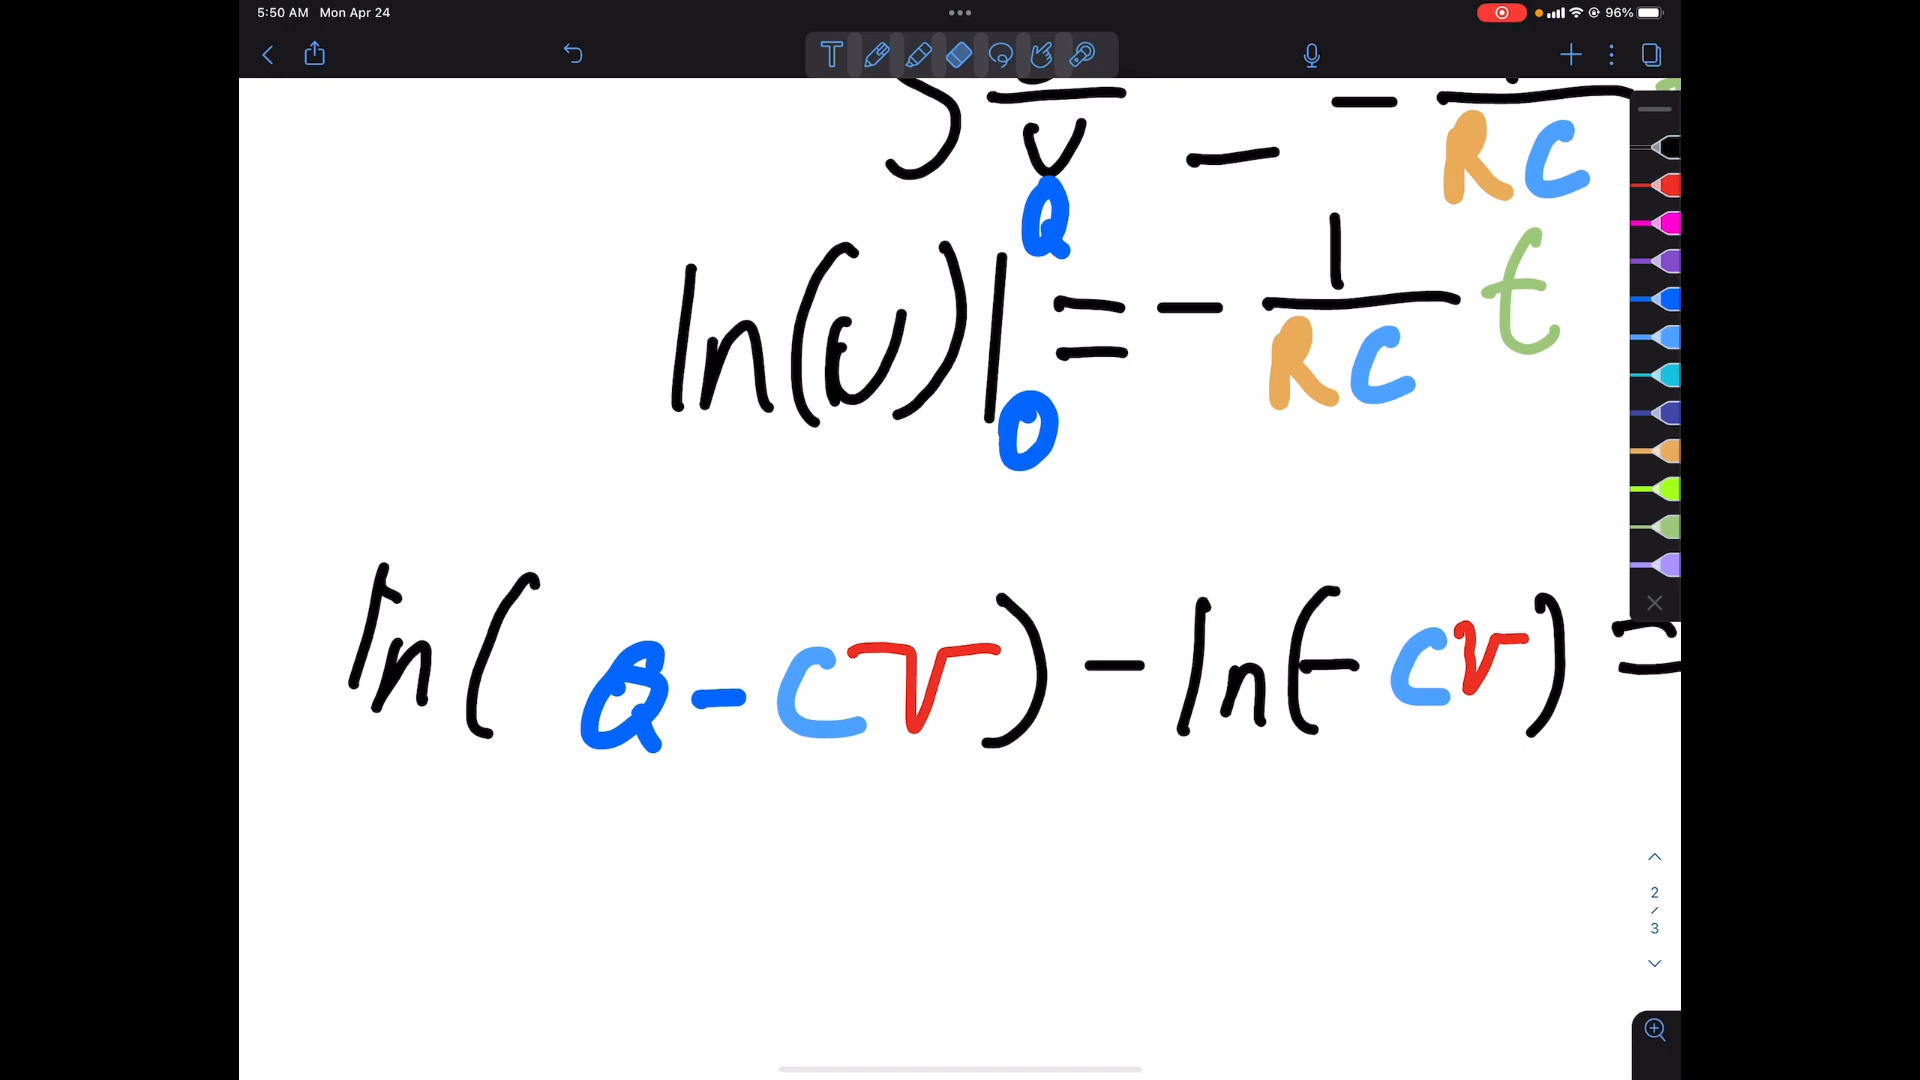 5:50 AM Mon Apr 24 96%
∫ — v = - — RC
ln(u)|₀^Q = - 1/RC t
ln( Q - CV ) - ln( - CV ) =
2 / 3